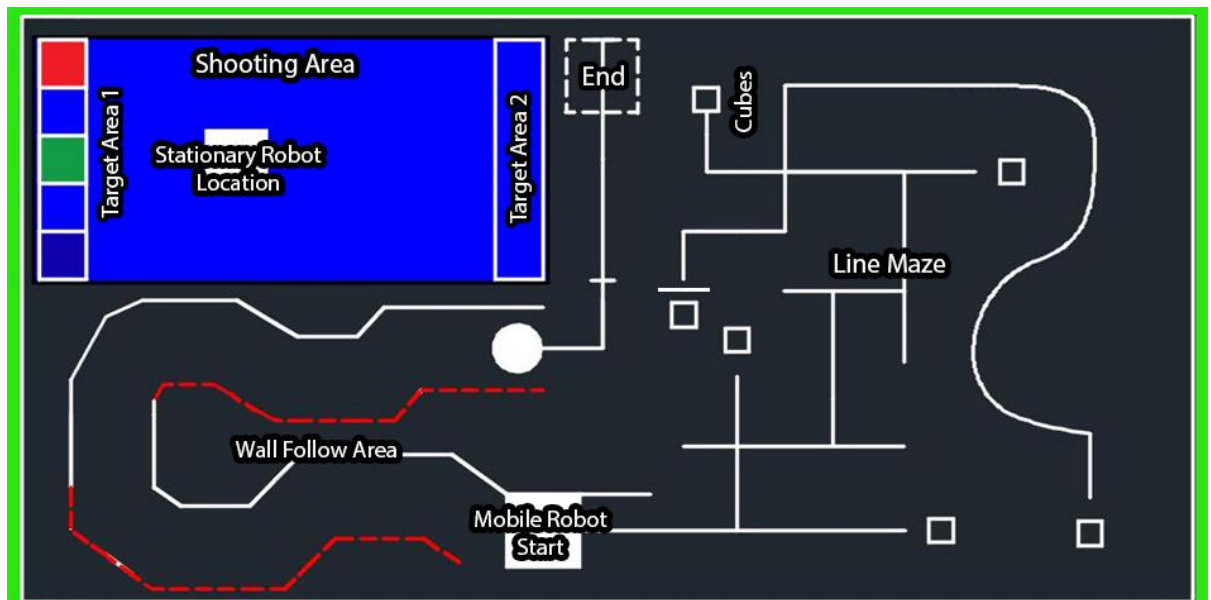 Shooting Area
End
Cubes
Target Area 1
Stationary Robot
Location
Target Area 2
Line Maze
Wall Follow Area
Mobile Robot
Start